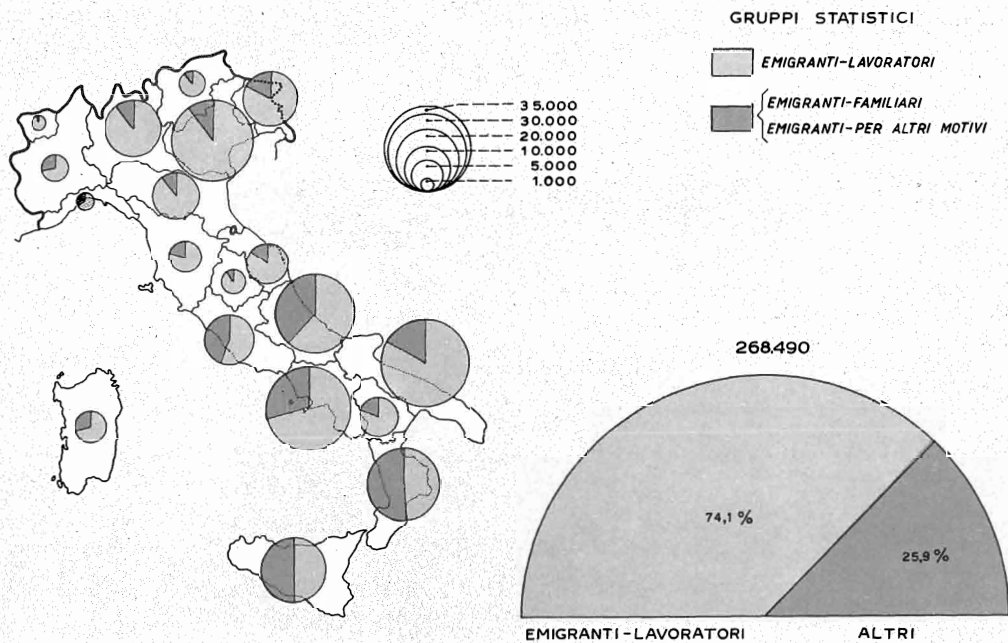 GRUPPI STATISTICI
EMIGRANTI-LAVORATORI
EMIGRANTI-FAMILIARI
EMIGRANTI-PER ALTRI MOTIVI
35.000
30.000
20.000
10.000
5.000
1.000
268.490
74,1 %
25,9 %
EMIGRANTI-LAVORATORI
ALTRI